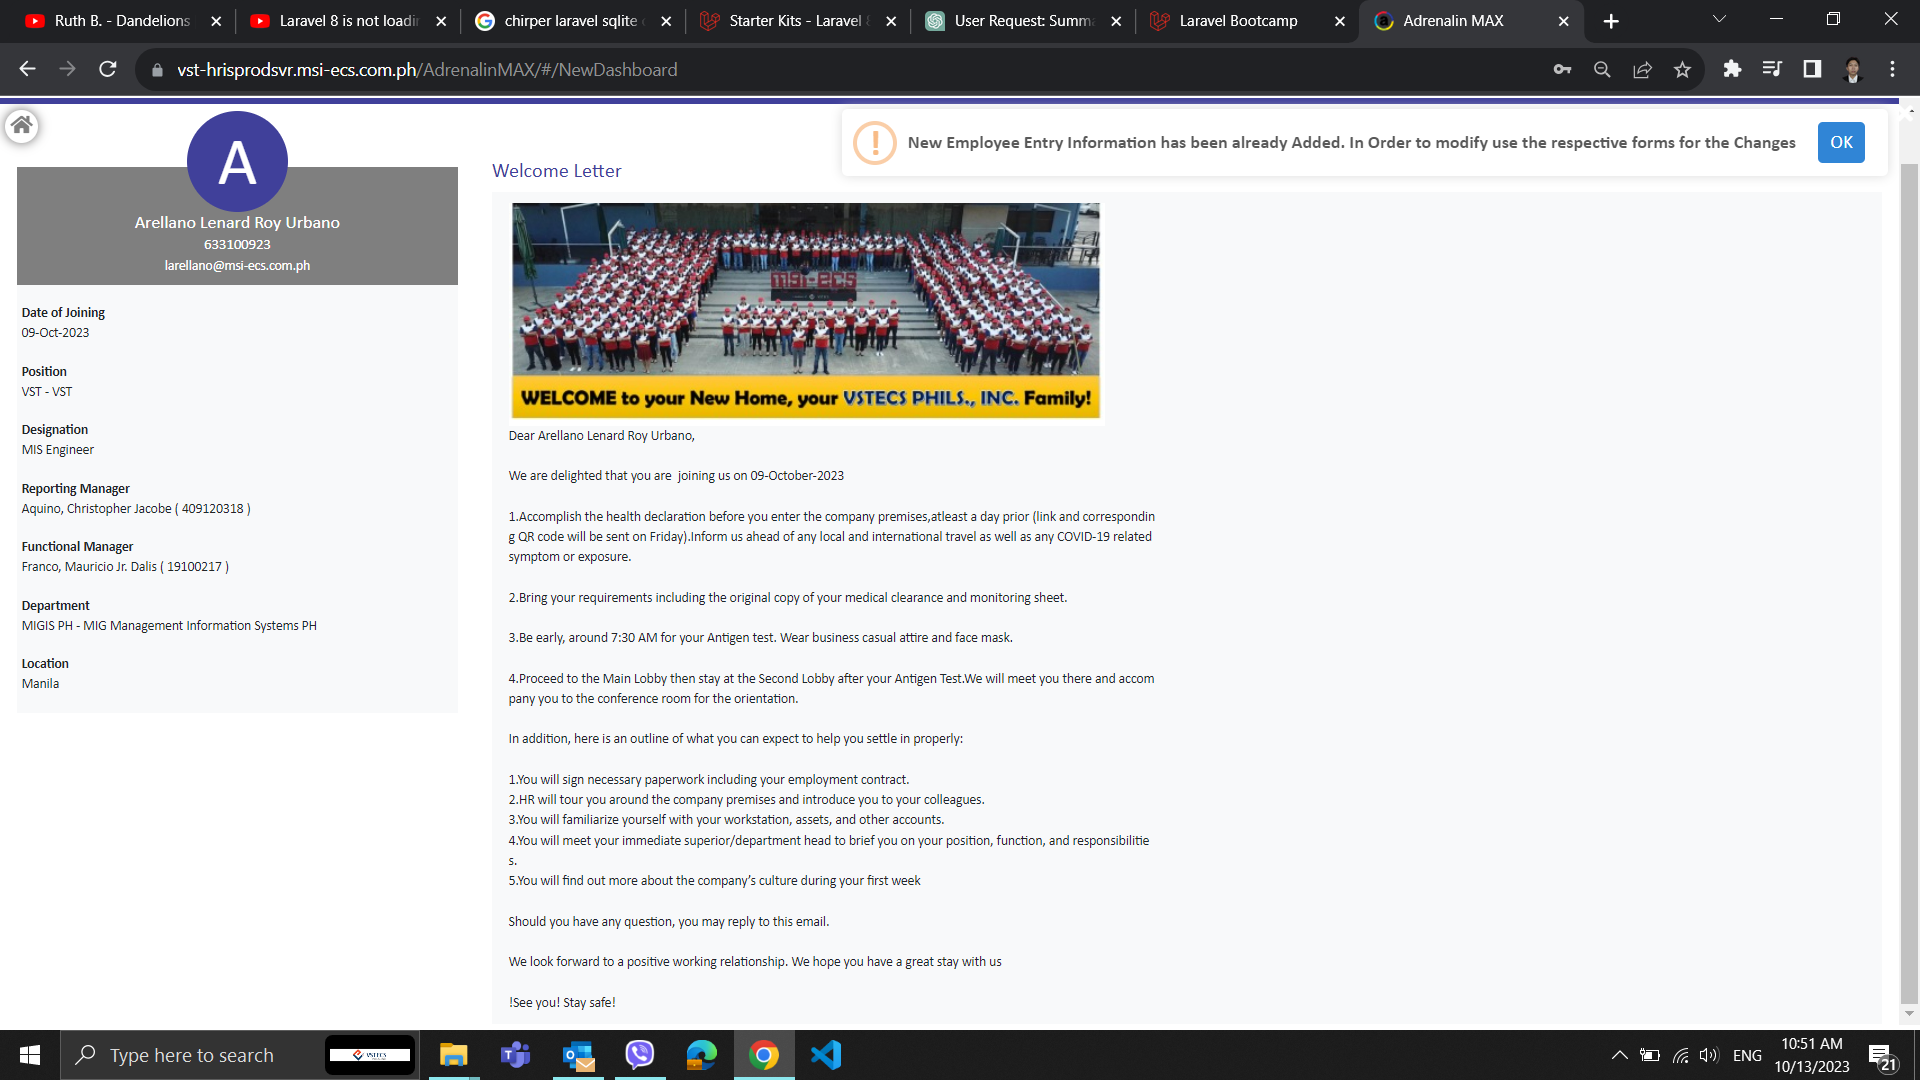 Ruth B. - Dandelions
Laravel 8 is not loadi
chirper laravel sqlite
Starter Kits - Laravel
User Request: Summa
Laravel Bootcamp
Adrenalin MAX
vst-hrisprodsvr.msi-ecs.com.ph/AdrenalinMAX/#/NewDashboard
New Employee Entry Information has been already Added. In Order to modify use the respective forms for the Changes
OK
A
Arellano Lenard Roy Urbano
633100923
larellano@msi-ecs.com.ph
Date of Joining
09-Oct-2023
Position
VST - VST
Designation
MIS Engineer
Reporting Manager
Aquino, Christopher Jacobe ( 409120318 )
Functional Manager
Franco, Mauricio Jr. Dalis ( 19100217 )
Department
MIGIS PH - MIG Management Information Systems PH
Location
Manila
Welcome Letter
msi-ecs
WELCOME to your New Home, your VSTECS PHILS., INC. Family!
Dear Arellano Lenard Roy Urbano,
We are delighted that you are  joining us on 09-October-2023
1.Accomplish the health declaration before you enter the company premises,atleast a day prior (link and correspondin
g QR code will be sent on Friday).Inform us ahead of any local and international travel as well as any COVID-19 related
symptom or exposure.
2.Bring your requirements including the original copy of your medical clearance and monitoring sheet.
3.Be early, around 7:30 AM for your Antigen test. Wear business casual attire and face mask.
4.Proceed to the Main Lobby then stay at the Second Lobby after your Antigen Test.We will meet you there and accom
pany you to the conference room for the orientation.
In addition, here is an outline of what you can expect to help you settle in properly:
1.You will sign necessary paperwork including your employment contract.
2.HR will tour you around the company premises and introduce you to your colleagues.
3.You will familiarize yourself with your workstation, assets, and other accounts.
4.You will meet your immediate superior/department head to brief you on your position, function, and responsibilitie
s.
5.You will find out more about the company’s culture during your first week
Should you have any question, you may reply to this email.
We look forward to a positive working relationship. We hope you have a great stay with us
!See you! Stay safe!
Type here to search
VSTECS
ENG
10:51 AM
10/13/2023
21